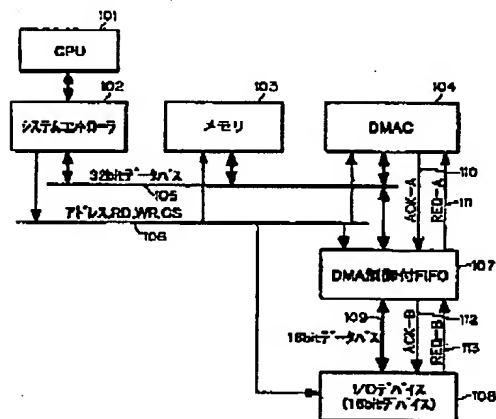 101
CPU
102
システムコントローラ
103
メモリ
104
DMAC
32bitデータバス
105
アドレス,RD,WR,CS
106
ACK-A
110
REQ-A
111
107
DMA制御付FIFO
109
16bitデータバス
ACK-B
112
REQ-B
113
I/Oデバイス
(16bitデバイス)
108